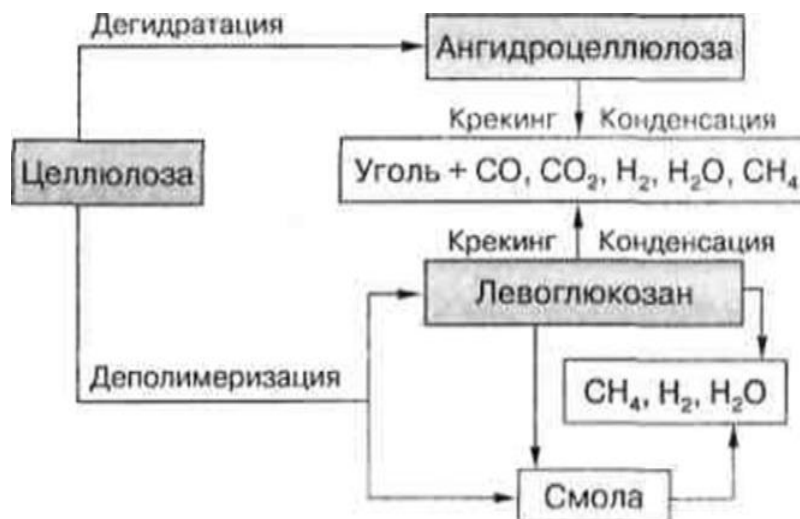 Дегидратация
Ангидроцеллюлоза
Крекинг Конденсация
Целлюлоза
Уголь + CO, CO₂, H₂, H₂O, CH₄
Крекинг Конденсация
Левоглюкозан
Деполимеризация
CH₄, H₂, H₂O
Смола